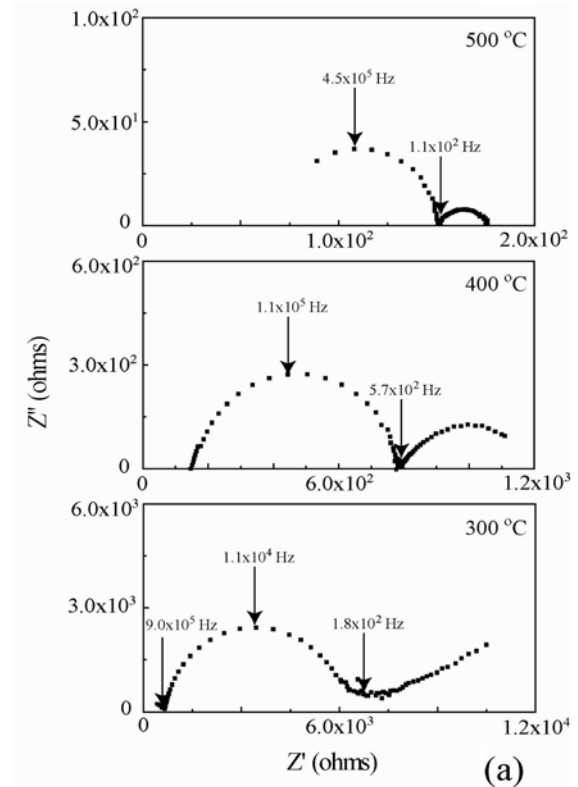 1.0x10²
500 °C
4.5x10⁵ Hz
5.0x10¹
1.1x10² Hz
0
0
1.0x10²
2.0x10²
6.0x10²
400 °C
1.1x10⁵ Hz
3.0x10²
5.7x10² Hz
0
0
6.0x10²
1.2x10³
Z" (ohms)
6.0x10³
300 °C
1.1x10⁴ Hz
3.0x10³
9.0x10⁵ Hz
1.8x10² Hz
0
0
6.0x10³
1.2x10⁴
Z' (ohms)
(a)